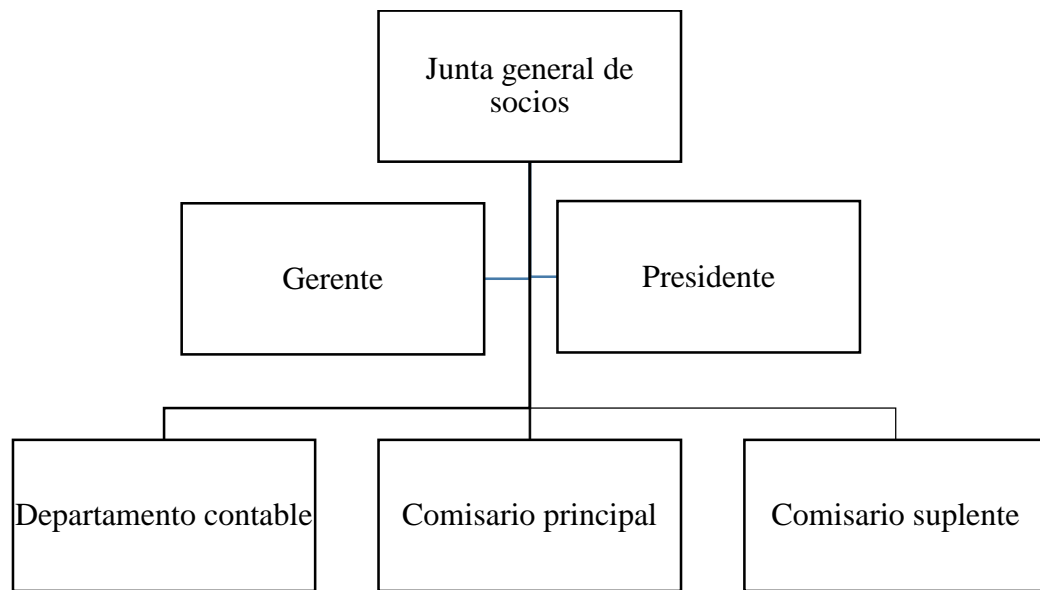 Junta general de
socios
Gerente
Presidente
Departamento contable
Comisario principal
Comisario suplente